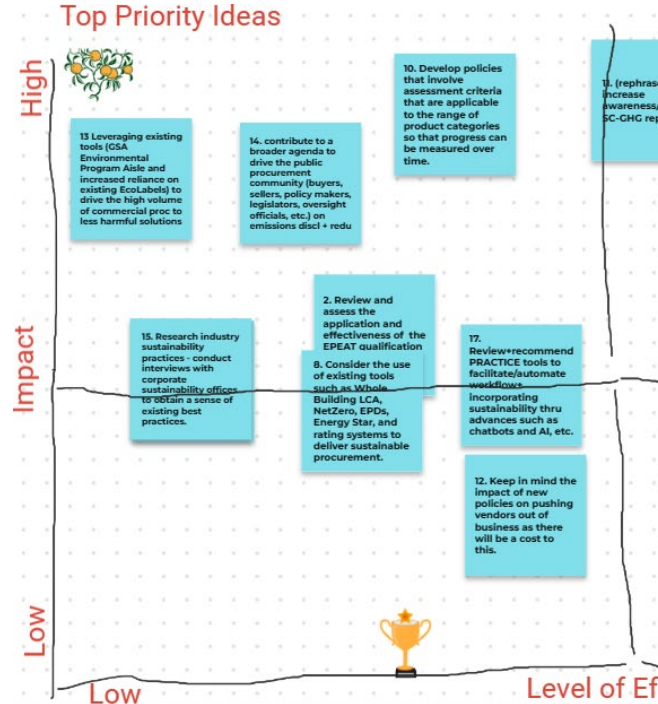 Top Priority Ideas
High
10. Develop policies
that involve
assessment criteria
that are applicable
to the range of
product categories
so that progress can
be measured over
time.
11. (rephrase
increase
awareness/
SC-GHG rep
13 Leveraging existing
tools (GSA
Environmental
Program Aisle and
increased reliance on
existing EcoLabels) to
drive the high volume
of commercial proc to
less harmful solutions
14. contribute to a
broader agenda to
drive the public
procurement
community (buyers,
sellers, policy makers,
legislators, oversight
officials, etc.) on
emissions discl + redu
Impact
15. Research industry
sustainability
practices - conduct
interviews with
corporate
sustainability offices
to obtain a sense of
existing best
practices.
2. Review and
assess the
application and
effectiveness of the
EPEAT qualification
8. Consider the use
of existing tools
such as Whole
Building LCA,
NetZero, EPDs,
Energy Star, and
rating systems to
deliver sustainable
procurement.
17.
Review+recommend
PRACTICE tools to
facilitate/automate
workflows
incorporating
sustainability thru
advances such as
chatbots and AI, etc.
12. Keep in mind the
impact of new
policies on pushing
vendors out of
business as there
will be a cost to
this.
Low
Low
Level of Ef